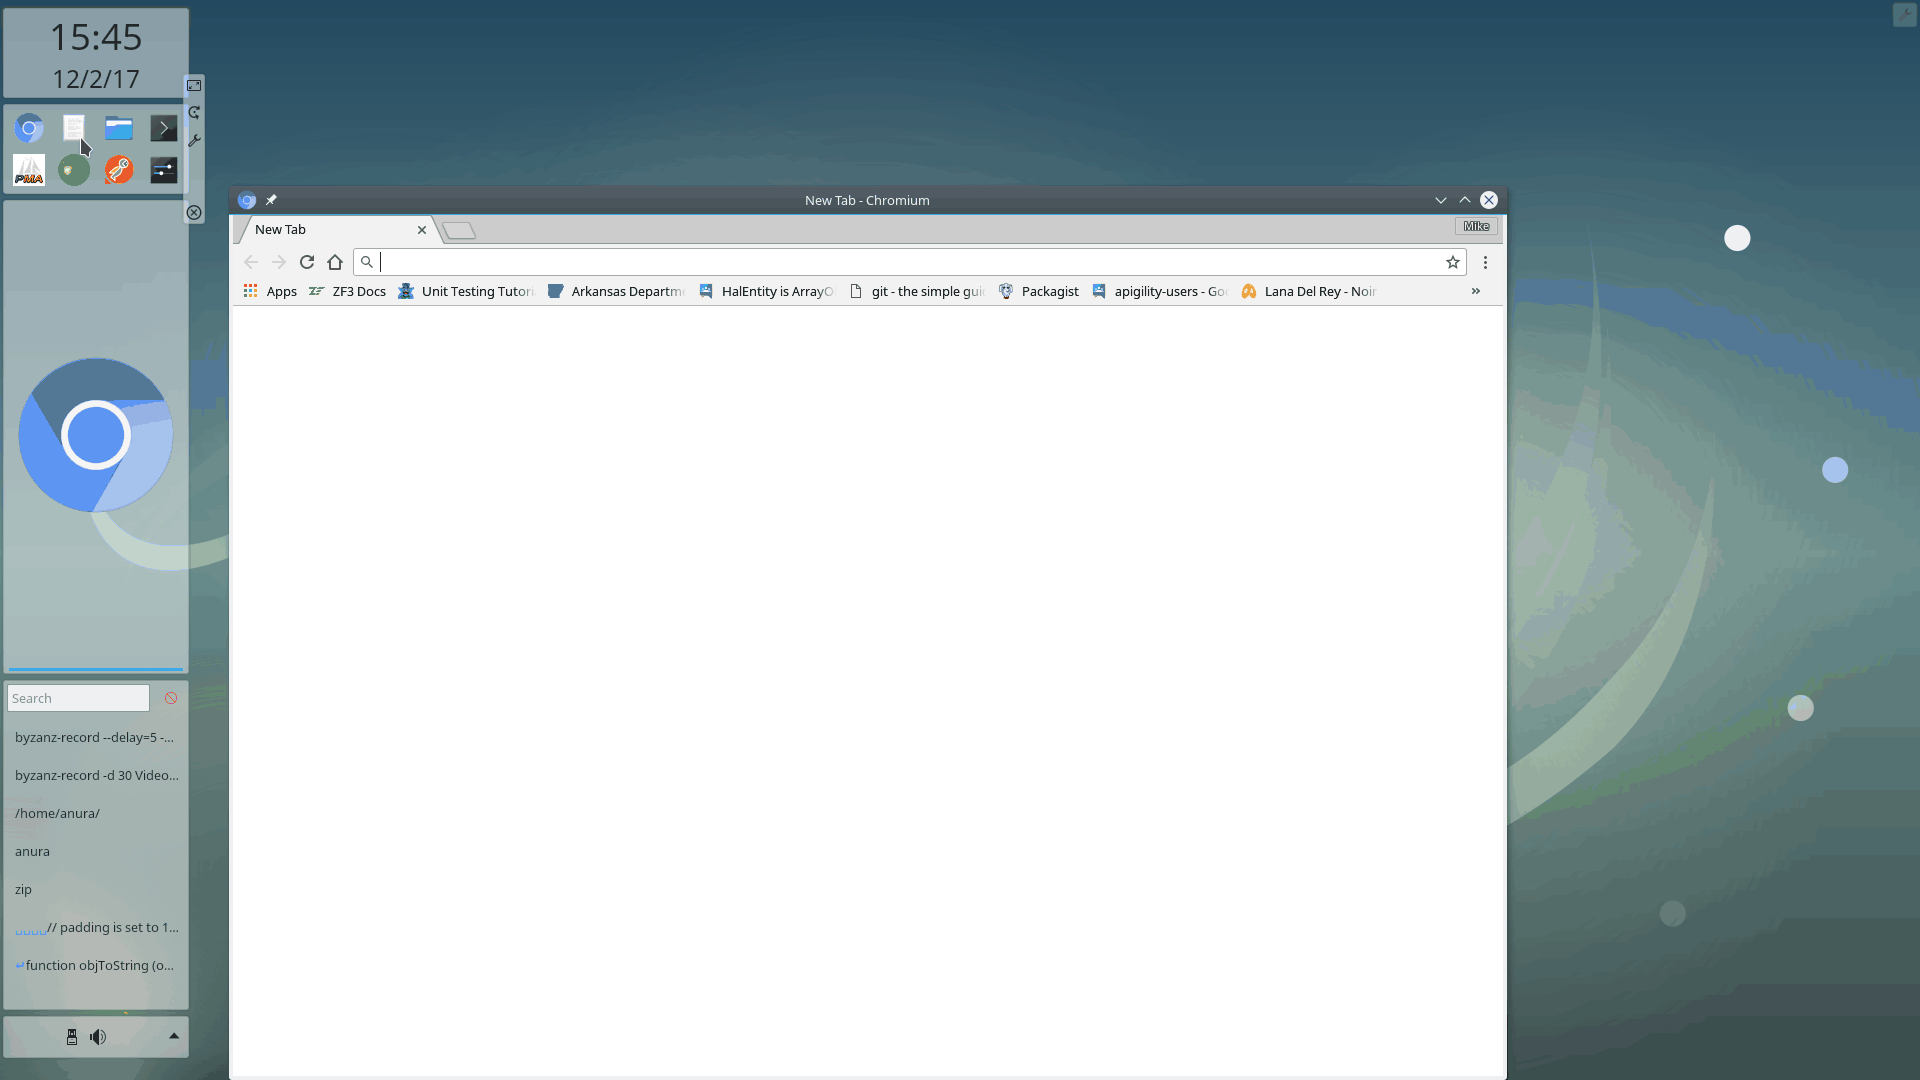 15:45
12/2/17
PMA
New Tab - Chromium
New Tab
Mike
Apps
ZF3 Docs
Unit Testing Tutori
Arkansas Departm
HalEntity is ArrayO
git - the simple gui
Packagist
apigility-users - Go
Lana Del Rey - Noir
»
Search
byzanz-record --delay=5 -...
byzanz-record -d 30 Video...
/home/anura/
anura
zip
// padding is set to 1...
function objToString (o...